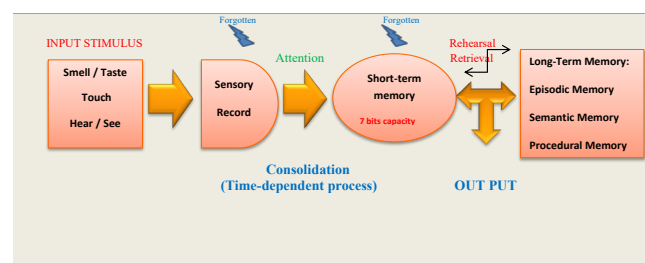 Forgotten
Forgotten
INPUT STIMULUS
Attention
Rehearsal
Retrieval
Smell / Taste
Touch
Hear / See
Sensory
Record
Short-term
memory
7 bits capacity
Long-Term Memory:
Episodic Memory
Semantic Memory
Procedural Memory
Consolidation
(Time-dependent process)
OUT PUT